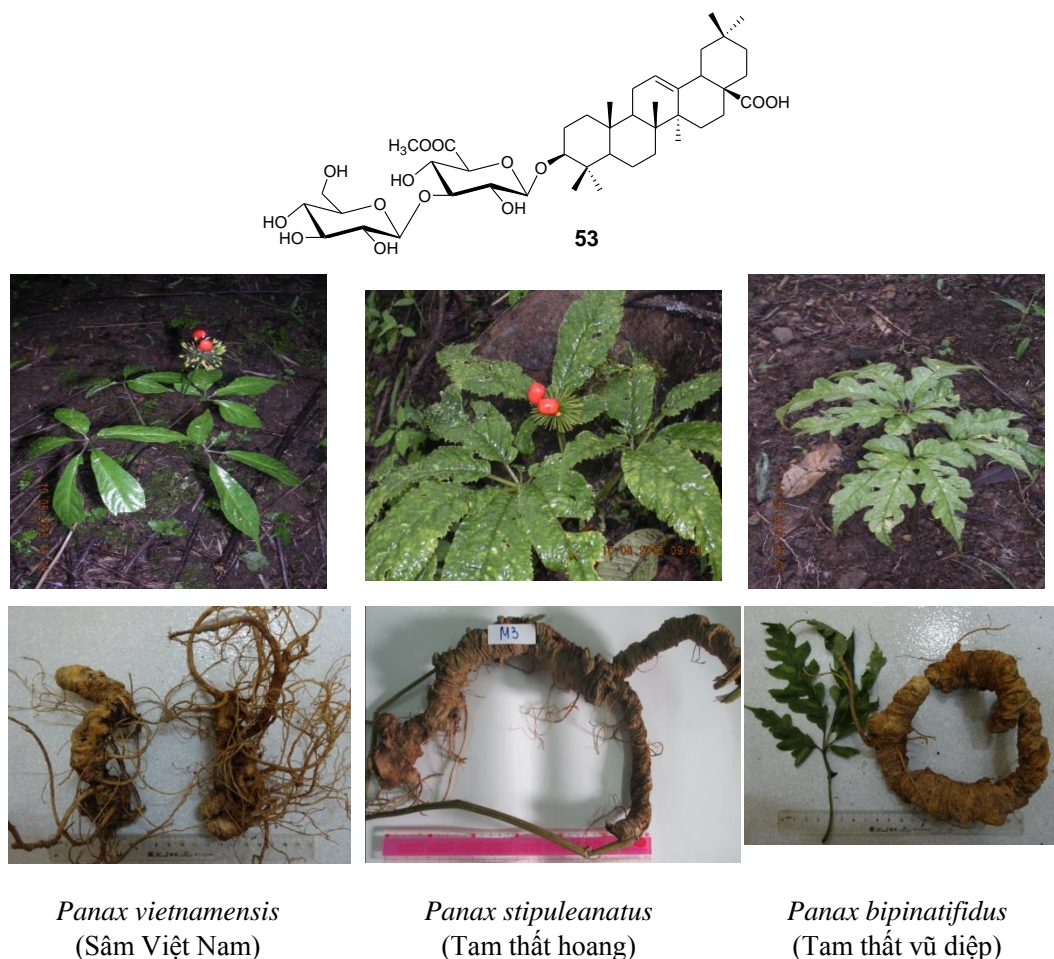 COOH
H₃COOC
O
O
OH
HO
O
O
OH
O
HO
HO
OH
53
M3
Panax vietnamensis
(Sâm Việt Nam)
Panax stipuleanatus
(Tam thất hoang)
Panax bipinatifidus
(Tam thất vũ diệp)